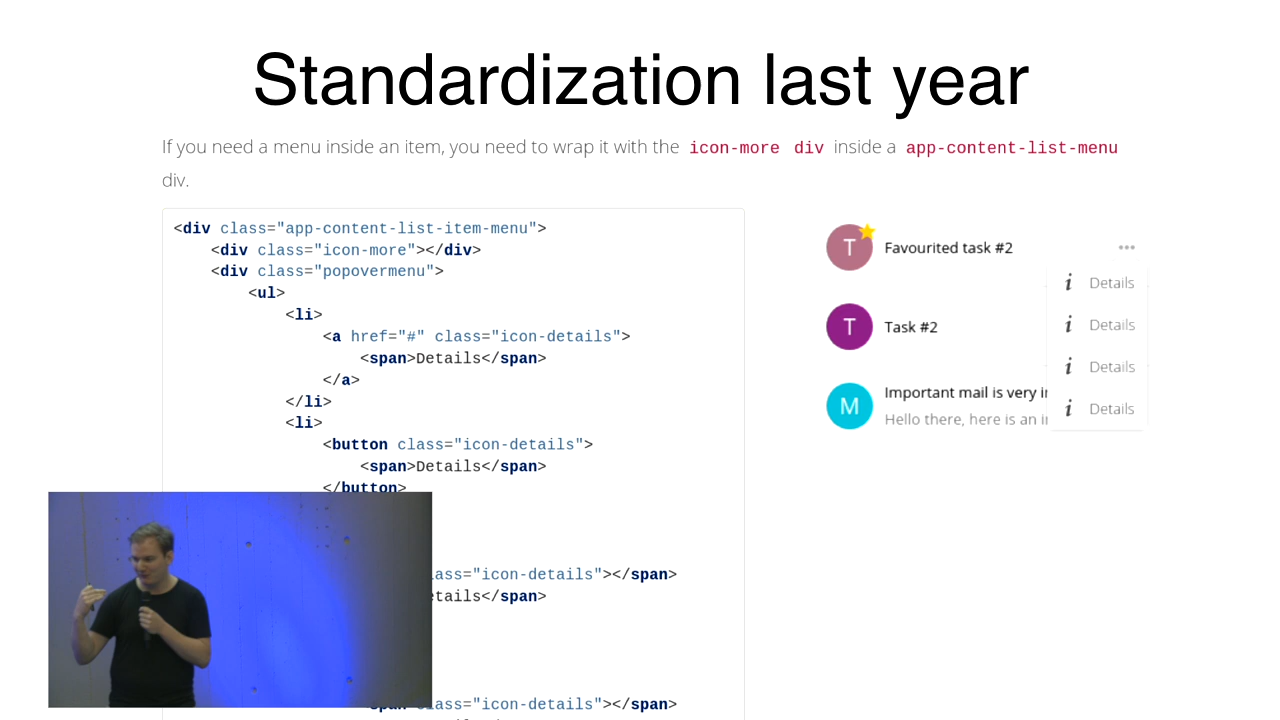 Standardization last year
If you need a menu inside an item, you need to wrap it with the icon-more div inside a app-content-list-menu
div.
<div class="app-content-list-item-menu">
    <div class="icon-more"></div>
    <div class="popovermenu">
        <ul>
            <li>
                <a href="#" class="icon-details">
                    <span>Details</span>
                </a>
            </li>
            <li>
                <button class="icon-details">
                    <span>Details</span>
                </button>
ass="icon-details"></span>
etails</span>
class="icon-details"></span>
T Favourited task #2 •••
i Details
i Details
T Task #2
i Details
M Important mail is very
Hello there, here is an
i Details